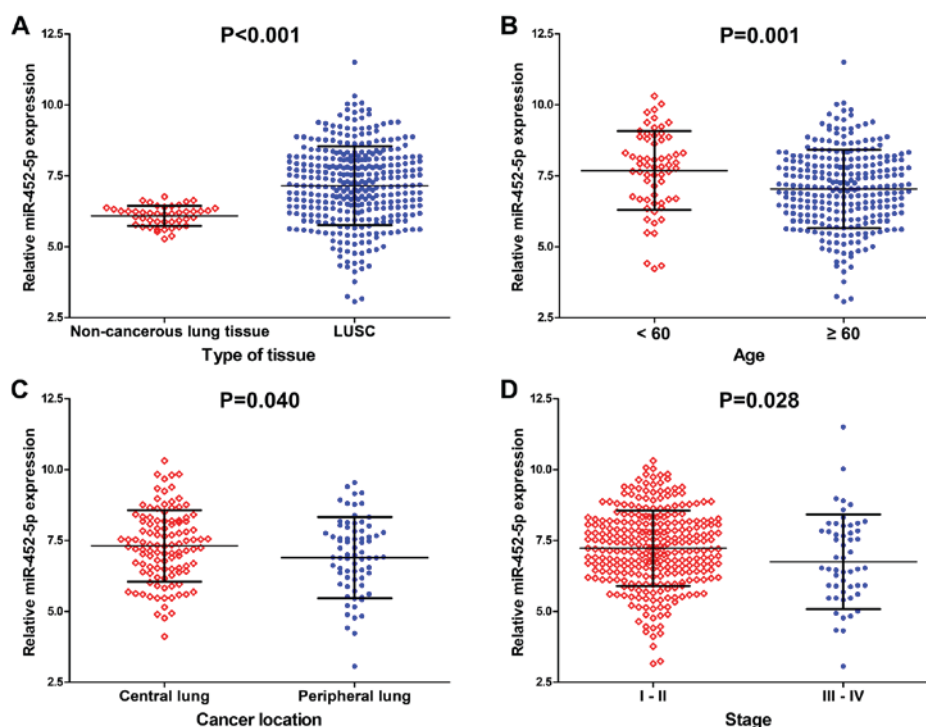 A
P<0.001
Relative miR-452-5p expression
12.5
10.0
7.5
5.0
2.5
Non-cancerous lung tissue
LUSC
Type of tissue
B
P=0.001
Relative miR-452-5p expression
12.5
10.0
7.5
5.0
2.5
< 60
≥ 60
Age
C
P=0.040
Relative miR-452-5p expression
12.5
10.0
7.5
5.0
2.5
Central lung
Peripheral lung
Cancer location
D
P=0.028
Relative miR-452-5p expression
12.5
10.0
7.5
5.0
2.5
I - II
III - IV
Stage